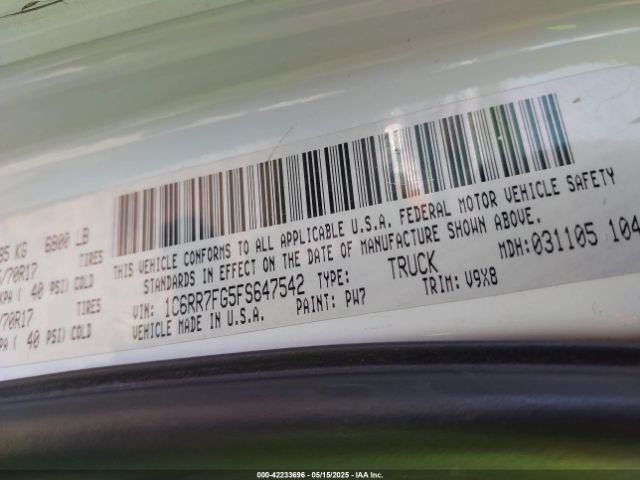 85 KG 6800 LB
/70R17 TIRES
KPA ( 40 PSI) COLD
/70R17 TIRES
PA ( 40 PSI) COLD
THIS VEHICLE CONFORMS TO ALL APPLICABLE U.S.A. FEDERAL MOTOR VEHICLE SAFETY
STANDARDS IN EFFECT ON THE DATE OF MANUFACTURE SHOWN ABOVE.
VIN: 1C6RR7FG5FS647542 TYPE: TRUCK MDH:031105 104
VEHICLE MADE IN U.S.A. PAINT: PW7 TRIM: V9X8
000-42233696 - 05/15/2025 - IAA Inc.